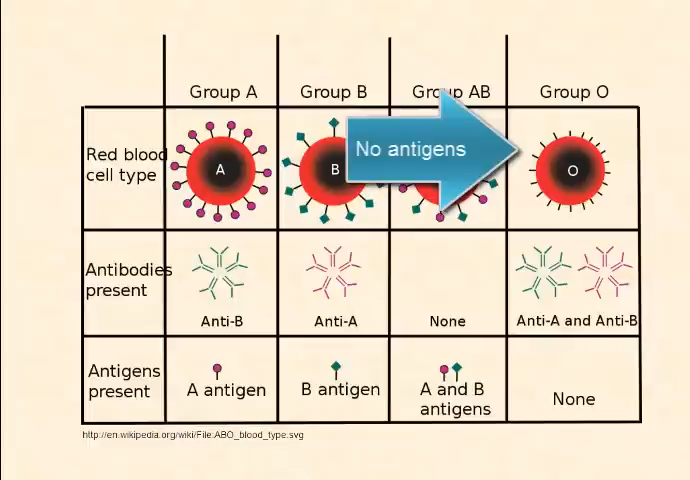 Group A Group B Group AB Group O
Red blood
cell type
A
B
No antigens
O
Antibodies
present
Anti-B Anti-A None Anti-A and Anti-B
Antigens
present
A antigen B antigen A and B
antigens
None
http://en.wikipedia.org/wiki/File:ABO_blood_type.svg